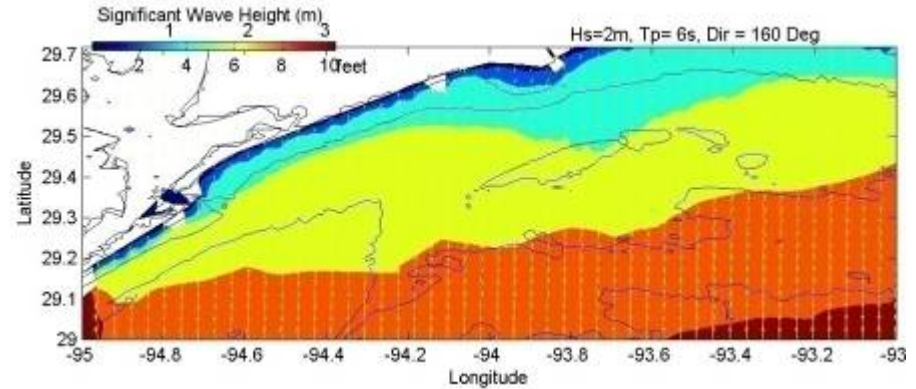 Significant Wave Height (m)
1 2 3
2 4 6 8 10 feet
Hs=2m, Tp= 6s, Dir = 160 Deg
29.7
29.6
29.5
29.4
29.3
29.2
29.1
29
Latitude
-95 -94.8 -94.6 -94.4 -94.2 -94 -93.8 -93.6 -93.4 -93.2 -93
Longitude